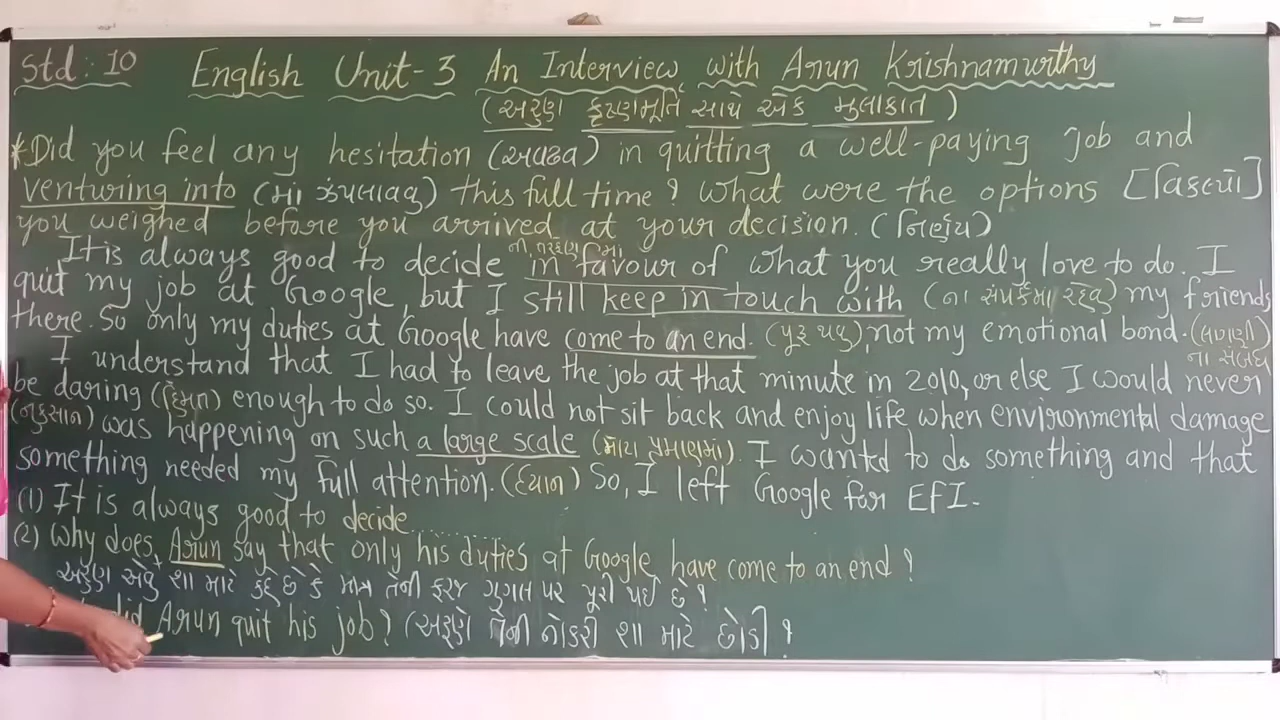 Std: 10 English Unit-3 An Interview with Arun Krishnamurthy
(અરુણ કૃષ્ણમૂર્તિ સાથે એક મુલાકાત)
*Did you feel any hesitation (અવઢવ) in quitting a well-paying job and
venturing into (માં ઝંપલાવવુ) this full time? What were the options [વિકલ્પો]
you weighed before you arrived at your decision. (નિર્ણય)
It is always good to decide in favour of what you really love to do. I
quit my job at Google, but I still keep in touch with (ના સંપર્કમાં રહેવુ) my friends
there. So only my duties at Google have come to an end. (પૂરૂ થવુ), not my emotional bond. (લાગણી
ના સંબંધ
I understand that I had to leave the job at that minute in 2010, or else I would never
be daring (હિંમત) enough to do so. I could not sit back and enjoy life when environmental damage
(નુકસાન) was happening on such a large scale (મોટા પ્રમાણમાં). I wantd to do something and that
something needed my full attention. (ધ્યાન) So, I left Google for EFI.
(1) It is always good to decide..............
(2) Why does, Arun say that only his duties at Google have come to an end?
અરુણ એવુ શા માટે કહે છે કે માત્ર તેની ફરજ ગુગલ પર પૂરી થઈ છે?
did Arun quit his job? (અરૂણે તેની નોકરી શા માટે છોડી?